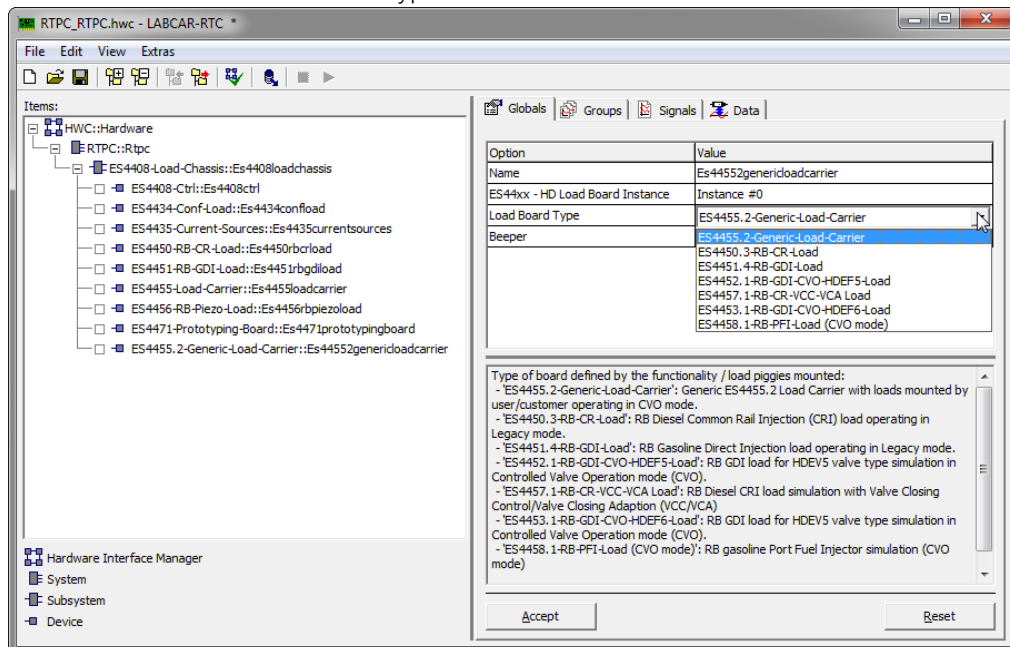 RTPC_RTPC.hwc - LABCAR-RTC *
File Edit View Extras
Items:
HWC::Hardware
RTPC::Rtpc
ES4408-Load-Chassis::Es4408loadchassis
ES4408-Ctrl::Es4408ctrl
ES4434-Conf-Load::Es4434confload
ES4435-Current-Sources::Es4435currentsources
ES4450-RB-CR-Load::Es4450rbcrload
ES4451-RB-GDI-Load::Es4451rbgdiload
ES4455-Load-Carrier::Es4455loadcarrier
ES4456-RB-Piezo-Load::Es4456rbpiezoload
ES4471-Prototyping-Board::Es4471prototypingboard
ES4455.2-Generic-Load-Carrier::Es44552genericloadcarrier
Hardware Interface Manager
System
Subsystem
Device
Globals Groups Signals Data
Option Value
Name Es44552genericloadcarrier
ES44xx - HD Load Board Instance Instance #0
Load Board Type ES4455.2-Generic-Load-Carrier
Beeper
ES4455.2-Generic-Load-Carrier
ES4450.3-RB-CR-Load
ES4451.4-RB-GDI-Load
ES4452.1-RB-GDI-CVO-HDEF5-Load
ES4457.1-RB-CR-VCC-VCA Load
ES4453.1-RB-GDI-CVO-HDEF6-Load
ES4458.1-RB-PFI-Load (CVO mode)
Type of board defined by the functionality / load piggies mounted:
- 'ES4455.2-Generic-Load-Carrier': Generic ES4455.2 Load Carrier with loads mounted by
user/customer operating in CVO mode.
- 'ES4450.3-RB-CR-Load': RB Diesel Common Rail Injection (CRI) load operating in
Legacy mode.
- 'ES4451.4-RB-GDI-Load': RB Gasoline Direct Injection load operating in Legacy mode.
- 'ES4452.1-RB-GDI-CVO-HDEF5-Load': RB GDI load for HDEV5 valve type simulation in
Controlled Valve Operation mode (CVO).
- 'ES4457.1-RB-CR-VCC-VCA Load': RB Diesel CRI load simulation with Valve Closing
Control/Valve Closing Adaption (VCC/VCA)
- 'ES4453.1-RB-GDI-CVO-HDEF6-Load': RB GDI load for HDEV5 valve type simulation in
Controlled Valve Operation mode (CVO).
- 'ES4458.1-RB-PFI-Load (CVO mode)': RB gasoline Port Fuel Injector simulation (CVO
mode)
Accept Reset